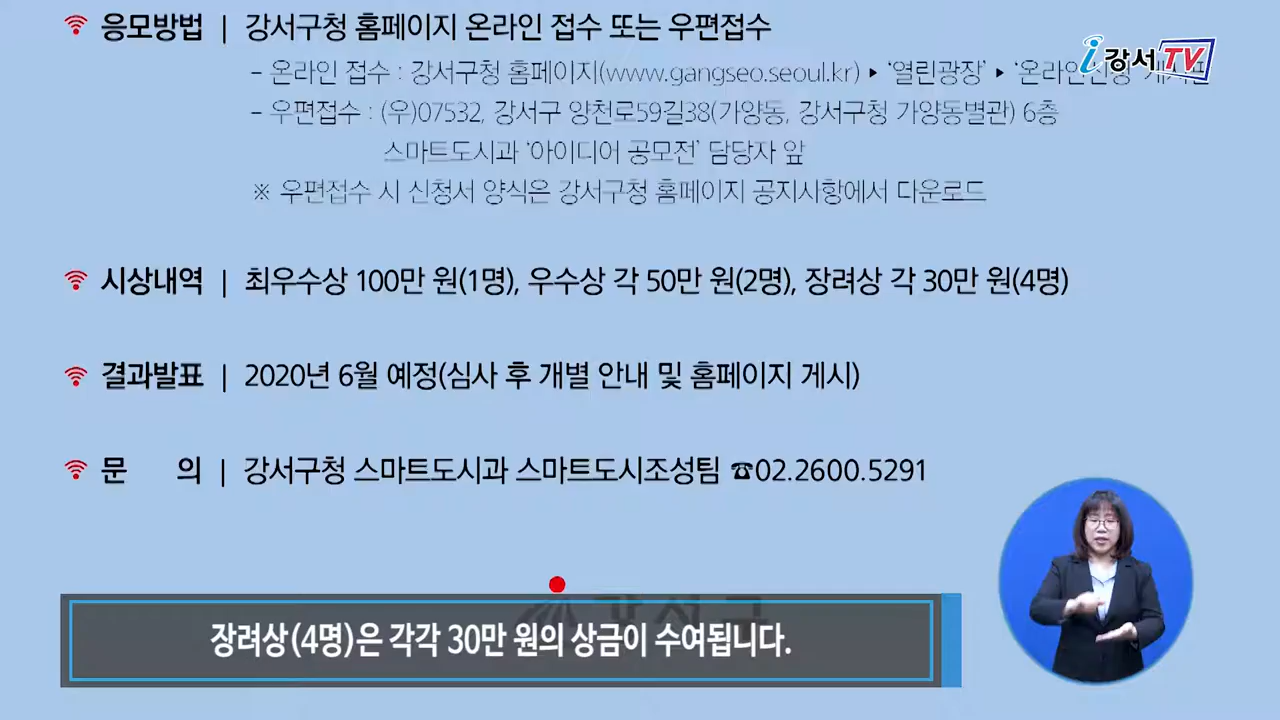 응모방법 | 강서구청 홈페이지 온라인 접수 또는 우편접수
i강서TV
- 온라인 접수 : 강서구청 홈페이지(www.gangseo.seoul.kr) ▸ '열린광장' ▸ '온라인신청' 게시판
- 우편접수 : (우)07532, 강서구 양천로59길38(가양동, 강서구청 가양동별관) 6층
스마트도시과 '아이디어 공모전' 담당자 앞
※ 우편접수 시 신청서 양식은 강서구청 홈페이지 공지사항에서 다운로드
시상내역 | 최우수상 100만 원(1명), 우수상 각 50만 원(2명), 장려상 각 30만 원(4명)
결과발표 | 2020년 6월 예정(심사 후 개별 안내 및 홈페이지 게시)
문 의 | 강서구청 스마트도시과 스마트도시조성팀 ☎02.2600.5291
강서구
장려상(4명)은 각각 30만 원의 상금이 수여됩니다.